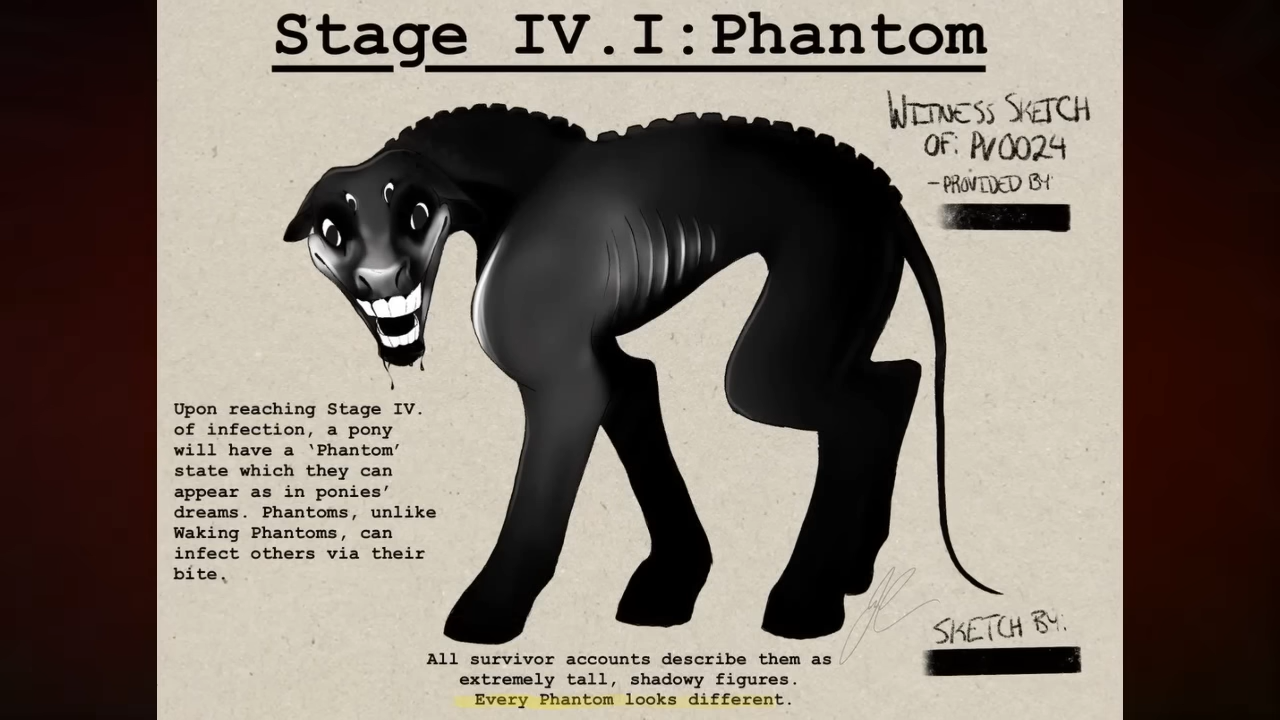 Stage IV.I:Phantom
WITNESS SKETCH
OF: PV0024
-PROVIDED BY:
Upon reaching Stage IV.
of infection, a pony
will have a ‘Phantom’
state which they can
appear as in ponies’
dreams. Phantoms, unlike
Waking Phantoms, can
infect others via their
bite.
SKETCH BY:
All survivor accounts describe them as
extremely tall, shadowy figures.
Every Phantom looks different.